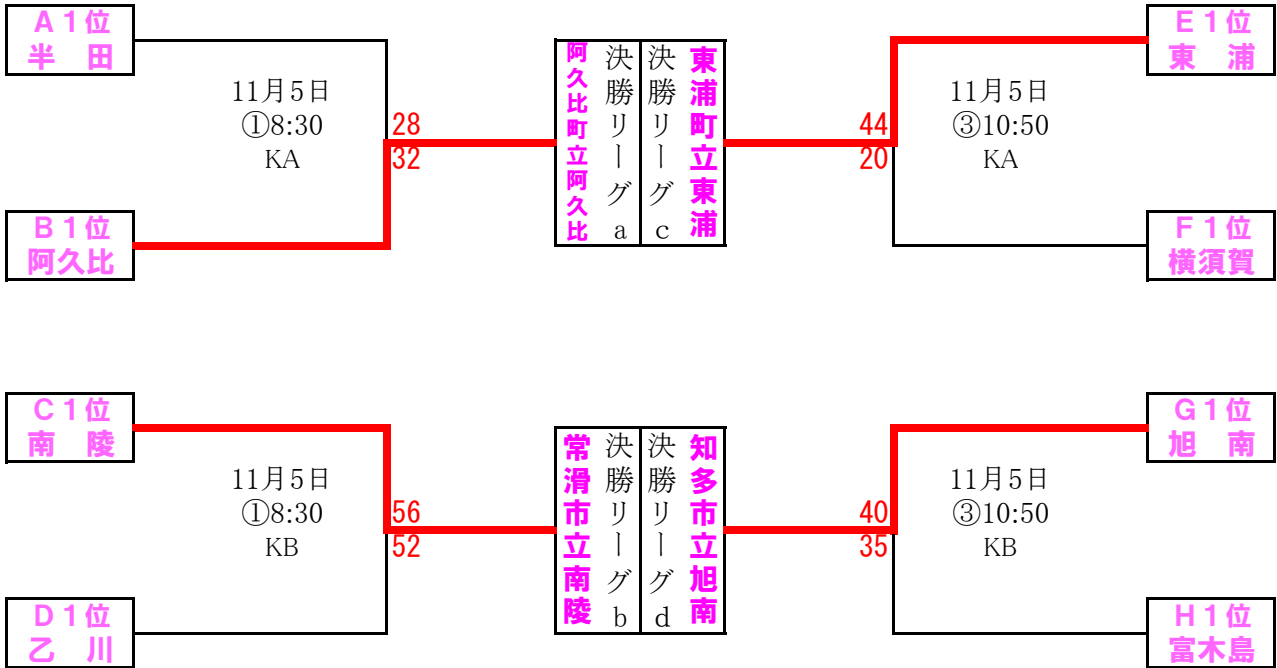 A1位
半　田
11月5日
①8:30
KA
28
32
B1位
阿久比
阿久比町立阿久比
決勝リーグa
決勝リーグc
東浦町立東浦
E1位
東　浦
11月5日
③10:50
KA
44
20
F1位
横須賀
C1位
南　陵
11月5日
①8:30
KB
56
52
D1位
乙　川
常滑市立南陵
決勝リーグb
決勝リーグd
知多市立旭南
G1位
旭　南
11月5日
③10:50
KB
40
35
H1位
富木島